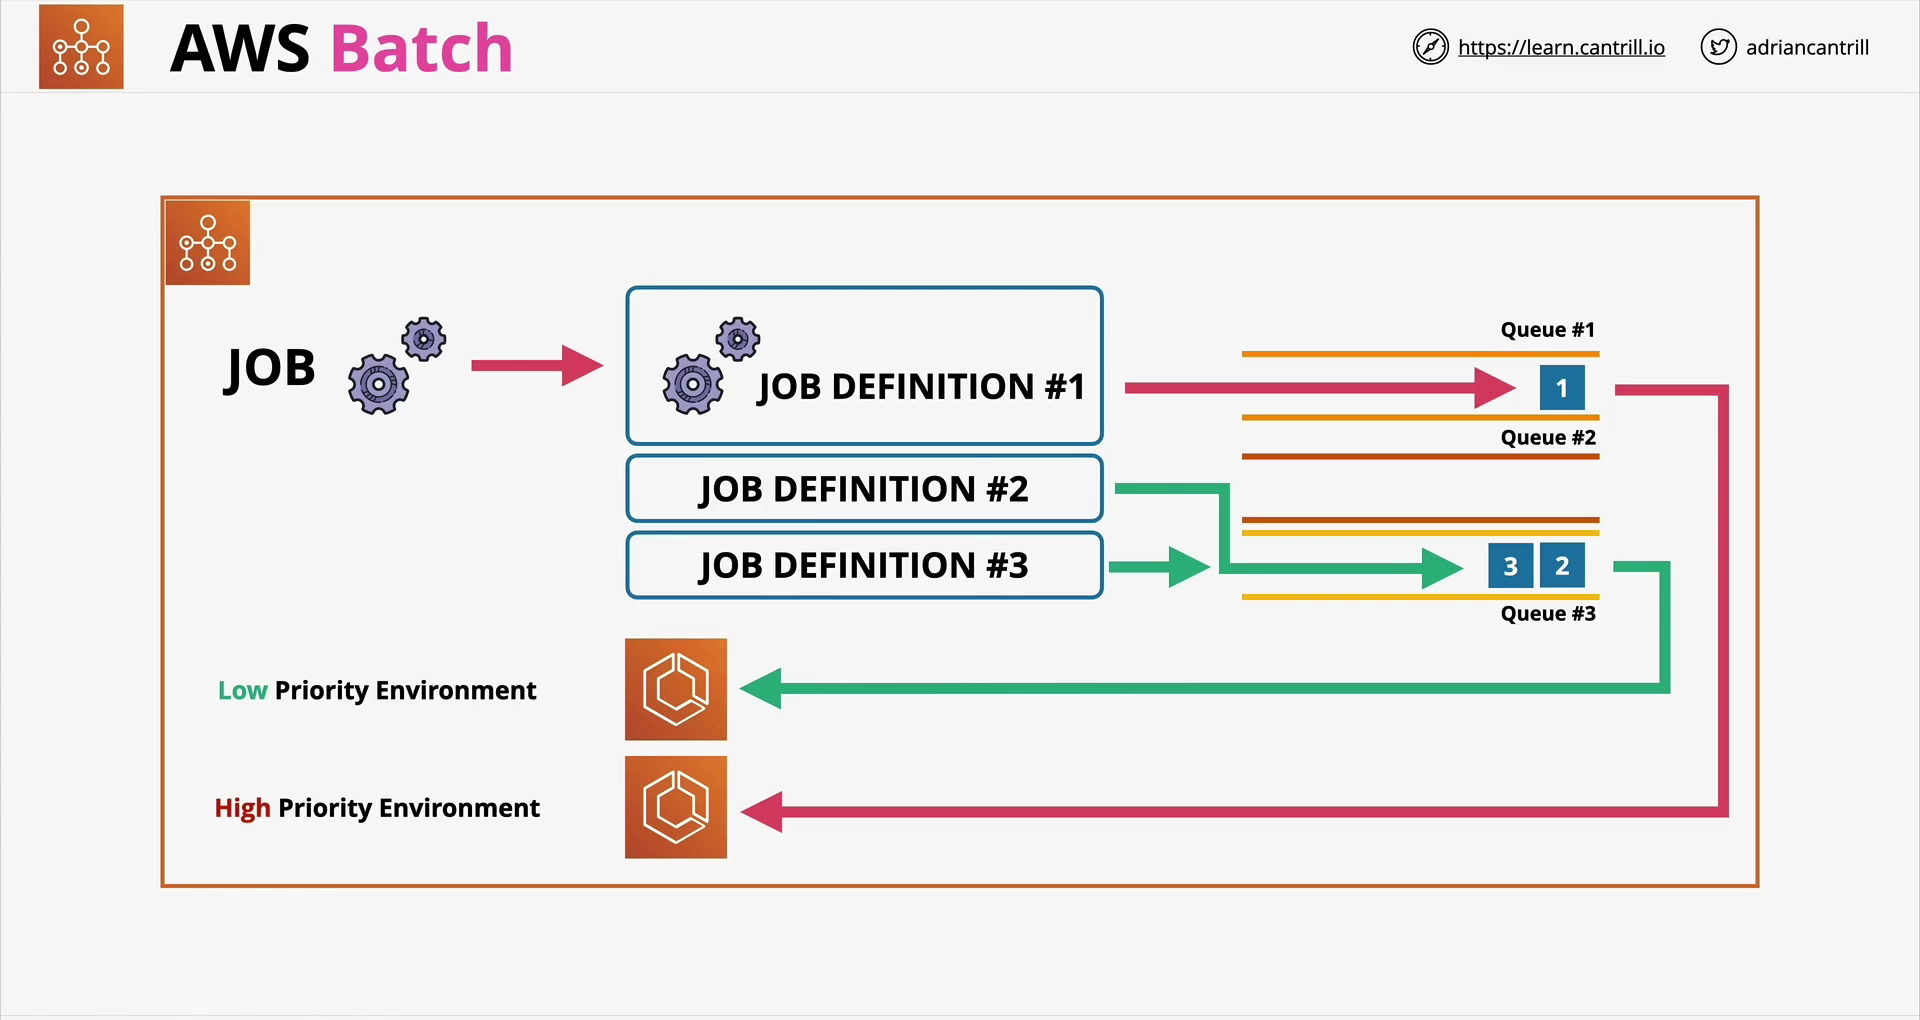 AWS Batch
https://learn.cantrill.io
adriancantrill
JOB
JOB DEFINITION #1
JOB DEFINITION #2
JOB DEFINITION #3
Queue #1
1
Queue #2
3 2
Queue #3
Low Priority Environment
High Priority Environment